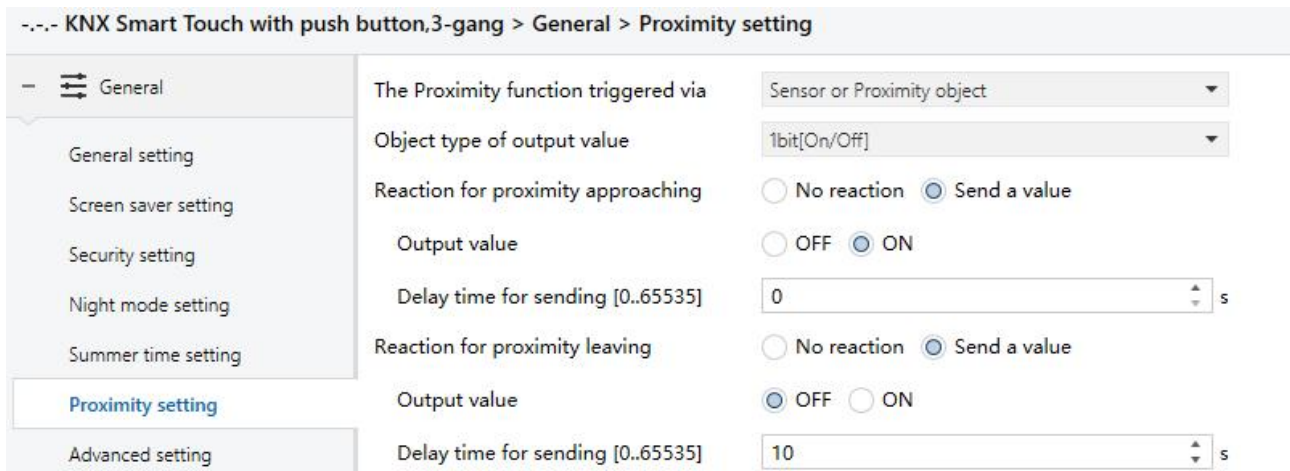 -.-.- KNX Smart Touch with push button,3-gang > General > Proximity setting
General
General setting
Screen saver setting
Security setting
Night mode setting
Summer time setting
Proximity setting
Advanced setting
The Proximity function triggered via Sensor or Proximity object
Object type of output value 1bit[On/Off]
Reaction for proximity approaching No reaction Send a value
Output value OFF ON
Delay time for sending [0..65535] 0 s
Reaction for proximity leaving No reaction Send a value
Output value OFF ON
Delay time for sending [0..65535] 10 s